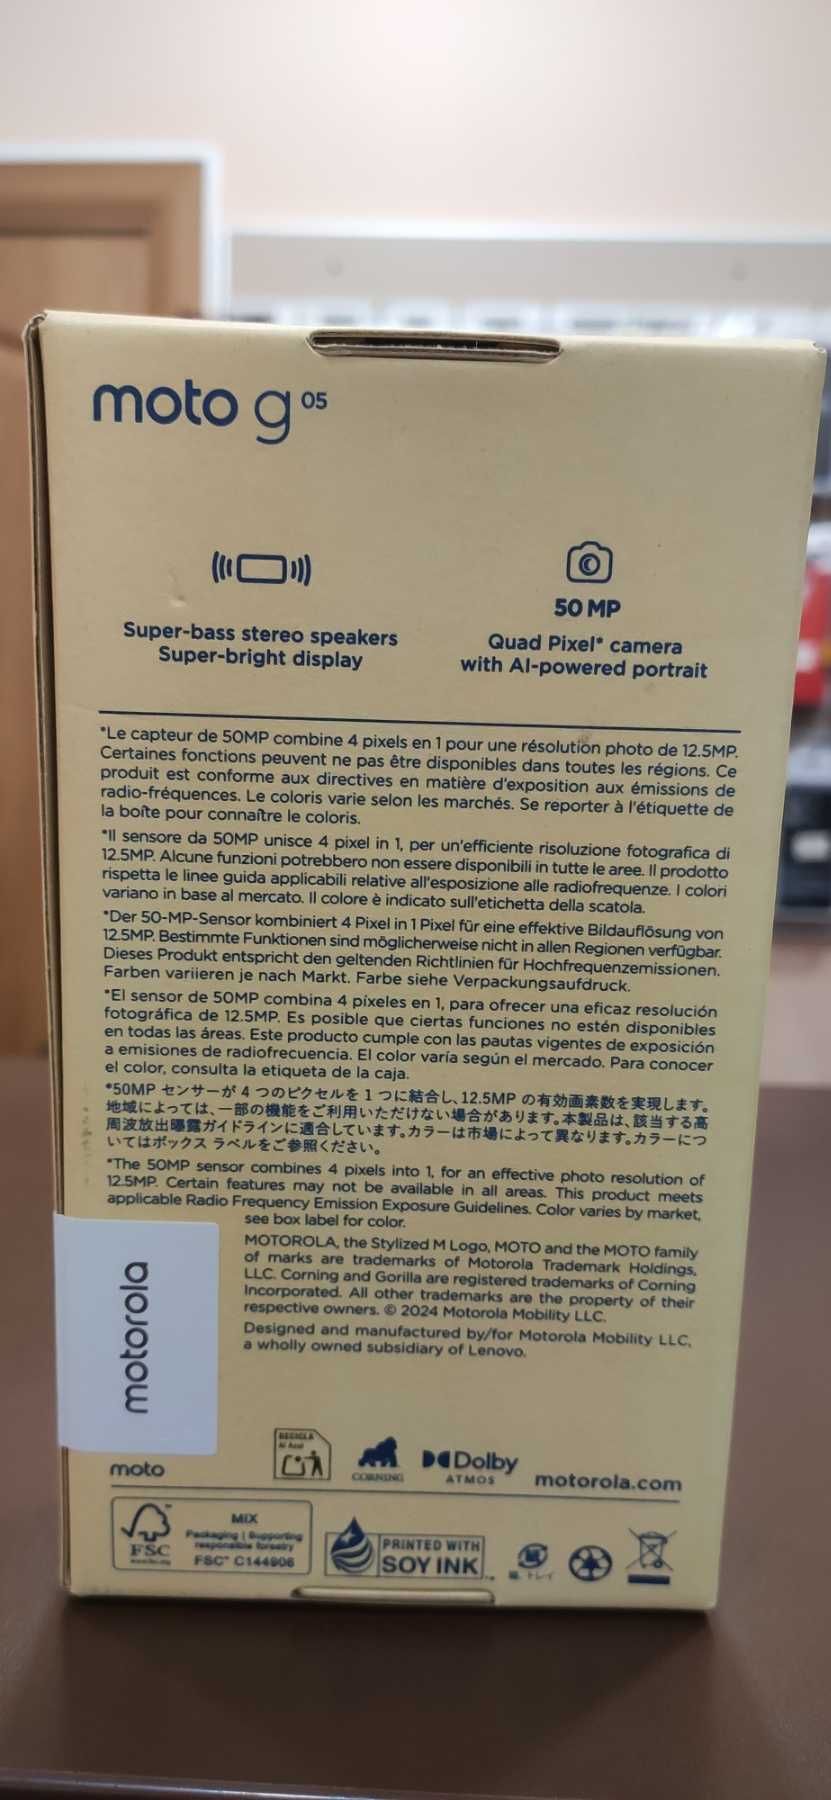 moto g 05
Super-bass stereo speakers
Super-bright display
50 MP
Quad Pixel* camera
with AI-powered portrait
*Le capteur de 50MP combine 4 pixels en 1 pour une résolution photo de 12.5MP.
Certaines fonctions peuvent ne pas être disponibles dans toutes les régions. Ce
produit est conforme aux directives en matière d'exposition aux émissions de
radio-fréquences. Le coloris varie selon les marchés. Se reporter à l'étiquette de
la boîte pour connaître le coloris.
*Il sensore da 50MP unisce 4 pixel in 1, per un'efficiente risoluzione fotografica di
12.5MP. Alcune funzioni potrebbero non essere disponibili in tutte le aree. Il prodotto
rispetta le linee guida applicabili relative all'esposizione alle radiofrequenze. I colori
variano in base al mercato. Il colore è indicato sull'etichetta della scatola.
*Der 50-MP-Sensor kombiniert 4 Pixel in 1 Pixel für eine effektive Bildauflösung von
12.5MP. Bestimmte Funktionen sind möglicherweise nicht in allen Regionen verfügbar.
Dieses Produkt entspricht den geltenden Richtlinien für Hochfrequenzemissionen.
Farben variieren je nach Markt. Farbe siehe Verpackungsaufdruck.
*El sensor de 50MP combina 4 píxeles en 1, para ofrecer una eficaz resolución
fotográfica de 12.5MP. Es posible que ciertas funciones no estén disponibles
en todas las áreas. Este producto cumple con las pautas vigentes de exposición
a emisiones de radiofrecuencia. El color varía según el mercado. Para conocer
el color, consulta la etiqueta de la caja.
*50MP センサーが 4 つのピクセルを 1 つに結合し、12.5MP の有効画素数を実現します。
地域によっては、一部の機能をご利用いただけない場合があります。本製品は、該当する高
周波放出曝露ガイドラインに適合しています。カラーは市場によって異なります。カラーにつ
いてはボックス ラベルをご参照ください。
*The 50MP sensor combines 4 pixels into 1, for an effective photo resolution of
12.5MP. Certain features may not be available in all areas. This product meets
applicable Radio Frequency Emission Exposure Guidelines. Color varies by market,
see box label for color.
MOTOROLA, the Stylized M Logo, MOTO and the MOTO family
of marks are trademarks of Motorola Trademark Holdings,
LLC. Corning and Gorilla are registered trademarks of Corning
Incorporated. All other trademarks are the property of their
respective owners. © 2024 Motorola Mobility LLC.
Designed and manufactured by/for Motorola Mobility LLC,
a wholly owned subsidiary of Lenovo.
motorola
moto
RECICLA
Al Azul
CORNING
Dolby
ATMOS
motorola.com
FSC
www.fsc.org
MIX
Packaging | Supporting
responsible forestry
FSC™ C144906
PRINTED WITH
SOY INK™
箱、トレイ